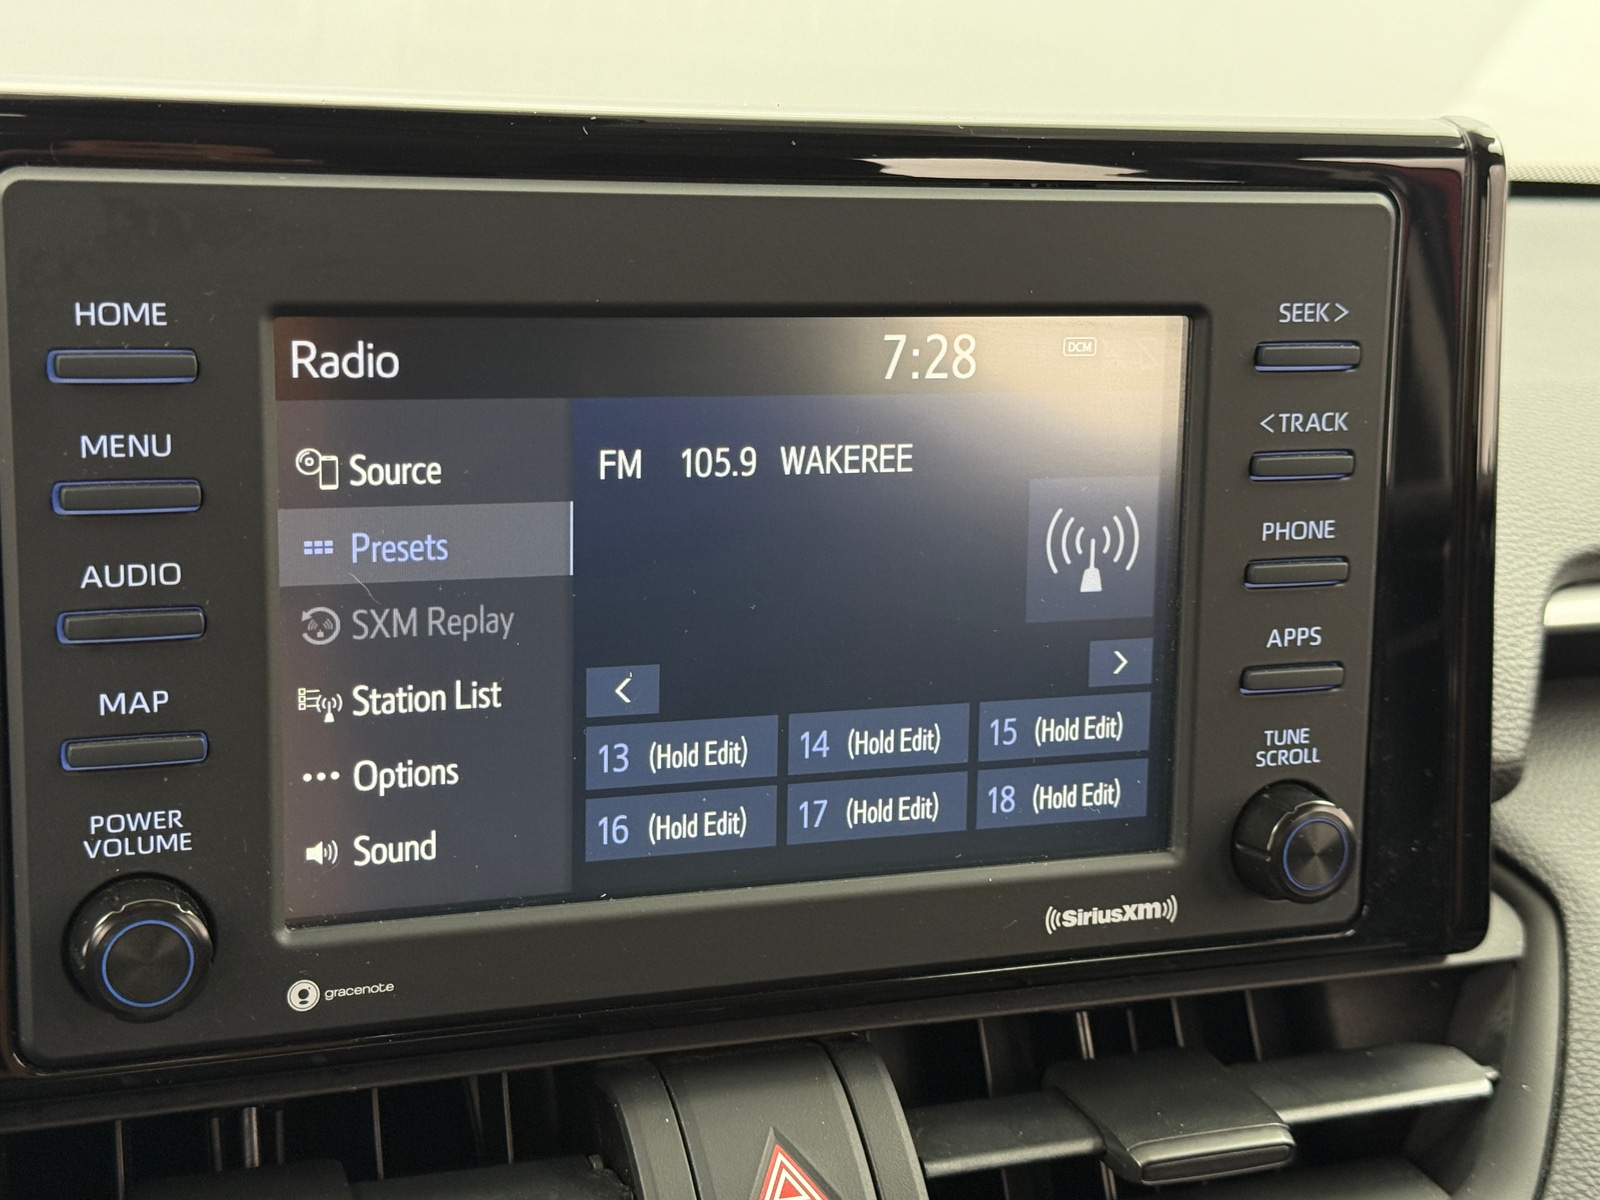 HOME
MENU
AUDIO
MAP
POWER
VOLUME
Radio
7:28
DCM
Source
Presets
SXM Replay
Station List
Options
Sound
FM 105.9 WAKEREE
<
>
13 (Hold Edit)
14 (Hold Edit)
15 (Hold Edit)
16 (Hold Edit)
17 (Hold Edit)
18 (Hold Edit)
SEEK >
< TRACK
PHONE
APPS
TUNE
SCROLL
gracenote
((SiriusXM))